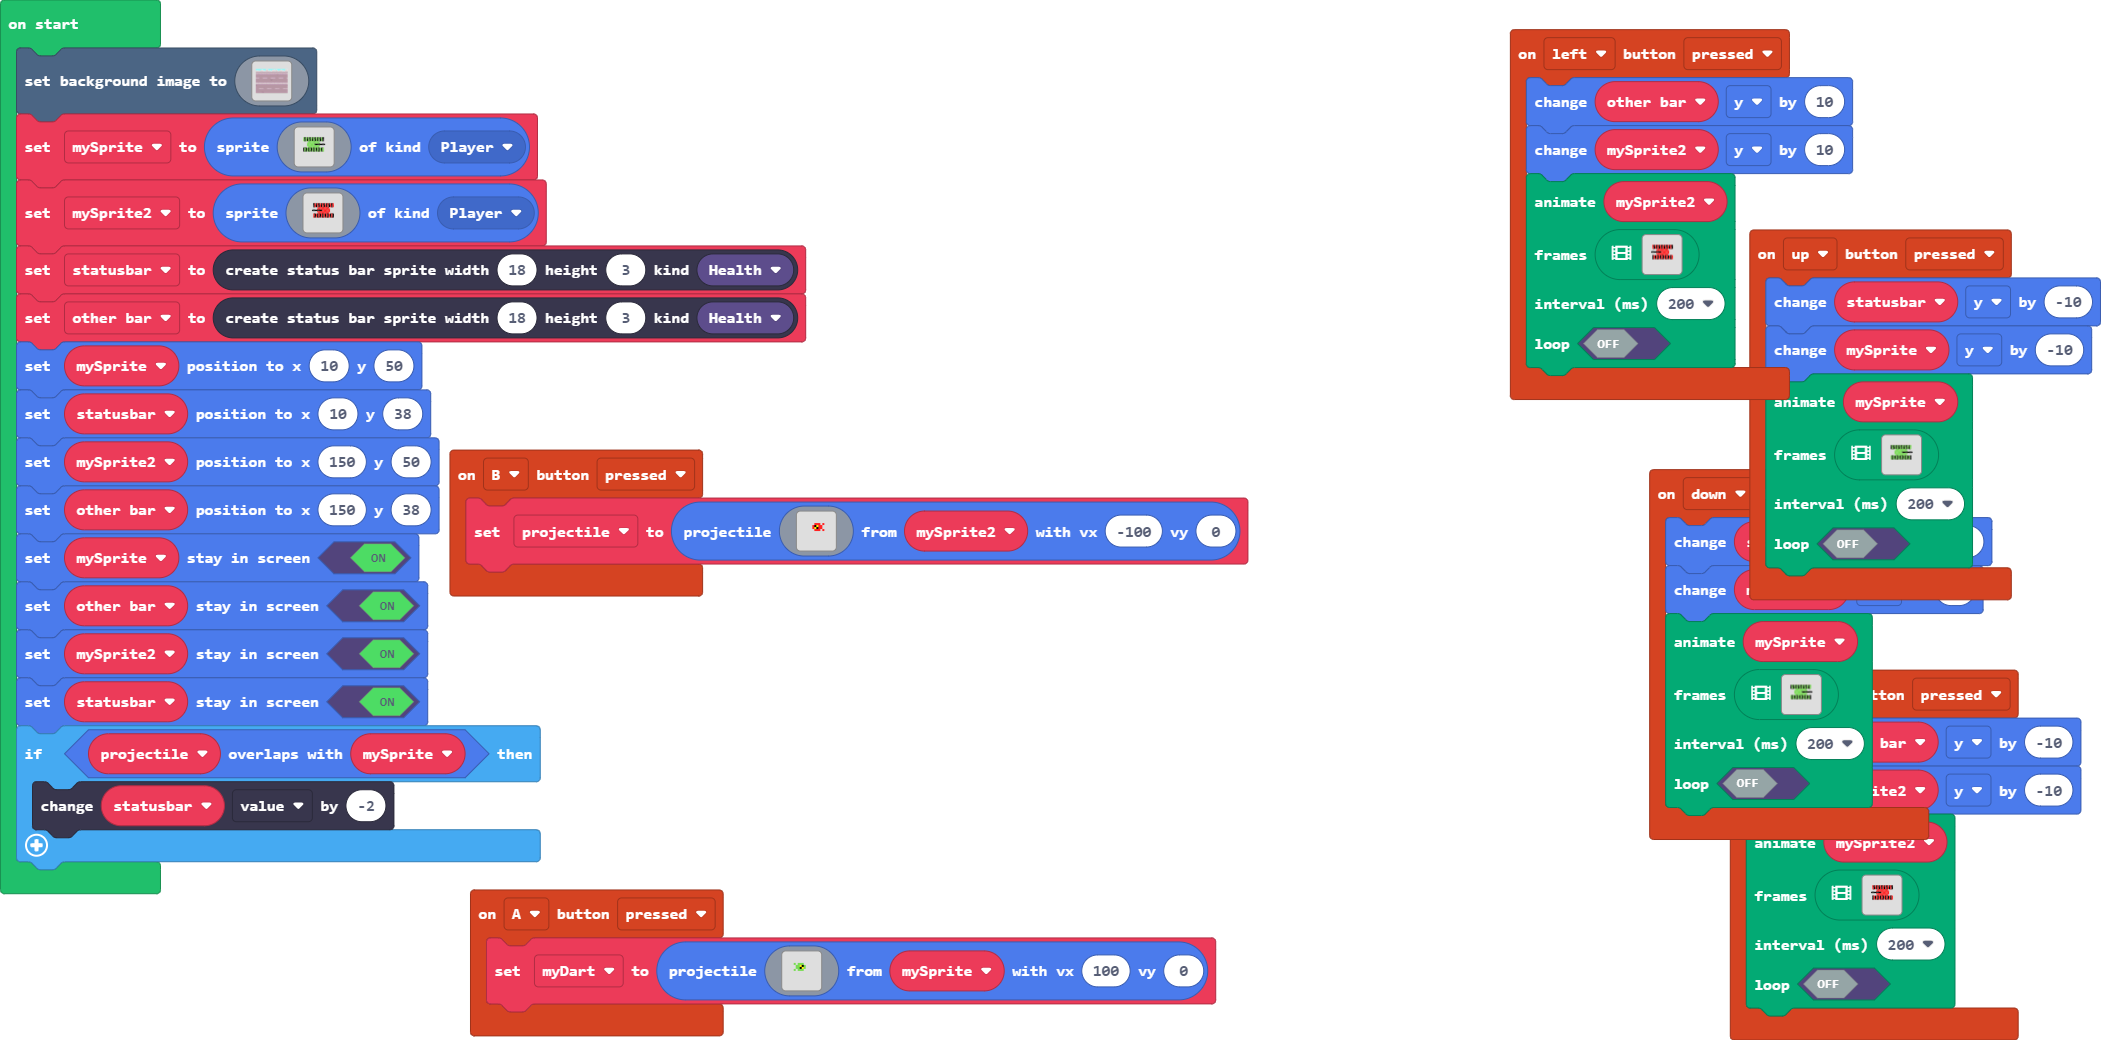 on start
set background image to
set mySprite to sprite of kind Player
set mySprite2 to sprite of kind Player
set statusbar to create status bar sprite width 18 height 3 kind Health
set other bar to create status bar sprite width 18 height 3 kind Health
set mySprite position to x 10 y 50
set statusbar position to x 10 y 38
set mySprite2 position to x 150 y 50
set other bar position to x 150 y 38
set mySprite stay in screen ON
set other bar stay in screen ON
set mySprite2 stay in screen ON
set statusbar stay in screen ON
if projectile overlaps with mySprite then
change statusbar value by -2
on B button pressed
set projectile to projectile from mySprite2 with vx -100 vy 0
on A button pressed
set myDart to projectile from mySprite with vx 100 vy 0
on left button pressed
change other bar y by 10
change mySprite2 y by 10
animate mySprite2
frames
interval (ms) 200
loop OFF
on up button pressed
change statusbar y by -10
change mySprite y by -10
animate mySprite
frames
interval (ms) 200
loop OFF
on down
change
change
animate mySprite
frames
interval (ms) 200
loop OFF
pressed
bar y by -10
y by -10
animate mySprite2
frames
interval (ms) 200
loop OFF